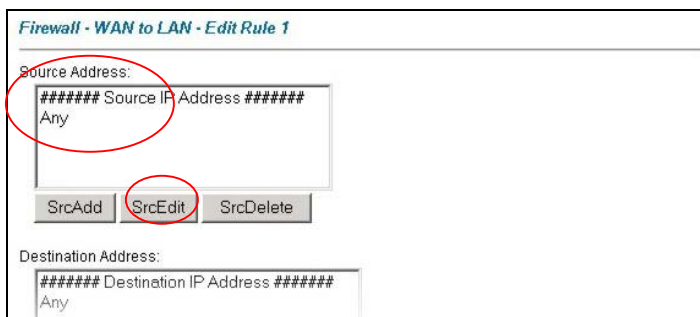 Firewall - WAN to LAN - Edit Rule 1
Source Address:
####### Source IP Address #######
Any
SrcAdd SrcEdit SrcDelete
Destination Address:
####### Destination IP Address #######
Any